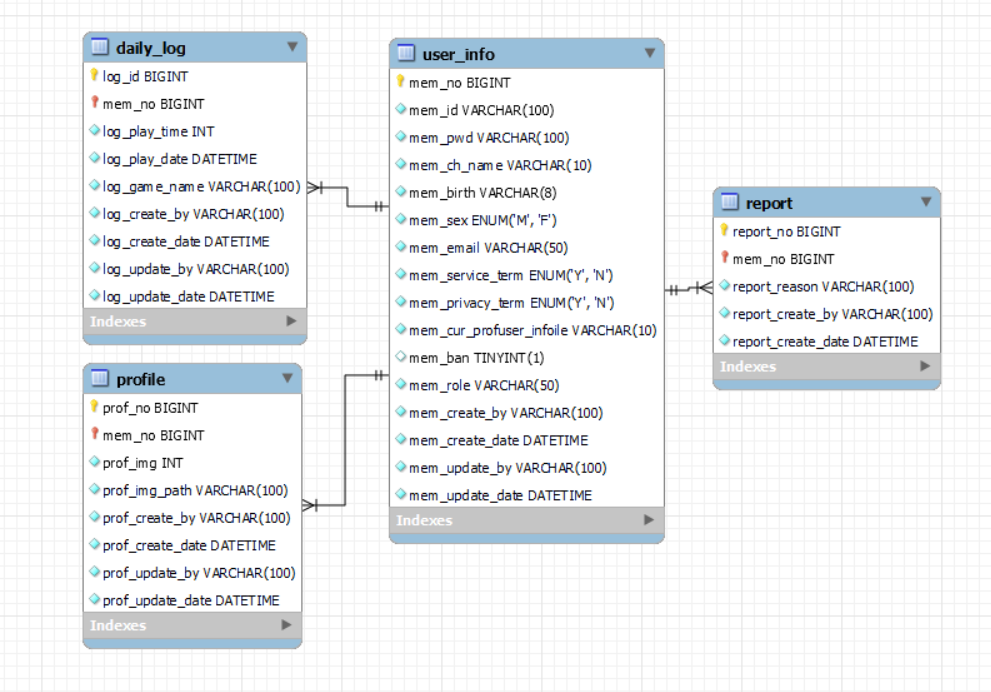 daily_log
log_id BIGINT
mem_no BIGINT
log_play_time INT
log_play_date DATETIME
log_game_name VARCHAR(100)
log_create_by VARCHAR(100)
log_create_date DATETIME
log_update_by VARCHAR(100)
log_update_date DATETIME
Indexes
profile
prof_no BIGINT
mem_no BIGINT
prof_img INT
prof_img_path VARCHAR(100)
prof_create_by VARCHAR(100)
prof_create_date DATETIME
prof_update_by VARCHAR(100)
prof_update_date DATETIME
Indexes
user_info
mem_no BIGINT
mem_id VARCHAR(100)
mem_pwd VARCHAR(100)
mem_ch_name VARCHAR(10)
mem_birth VARCHAR(8)
mem_sex ENUM('M', 'F')
mem_email VARCHAR(50)
mem_service_term ENUM('Y', 'N')
mem_privacy_term ENUM('Y', 'N')
mem_cur_profuser_infoile VARCHAR(10)
mem_ban TINYINT(1)
mem_role VARCHAR(50)
mem_create_by VARCHAR(100)
mem_create_date DATETIME
mem_update_by VARCHAR(100)
mem_update_date DATETIME
Indexes
report
report_no BIGINT
mem_no BIGINT
report_reason VARCHAR(100)
report_create_by VARCHAR(100)
report_create_date DATETIME
Indexes